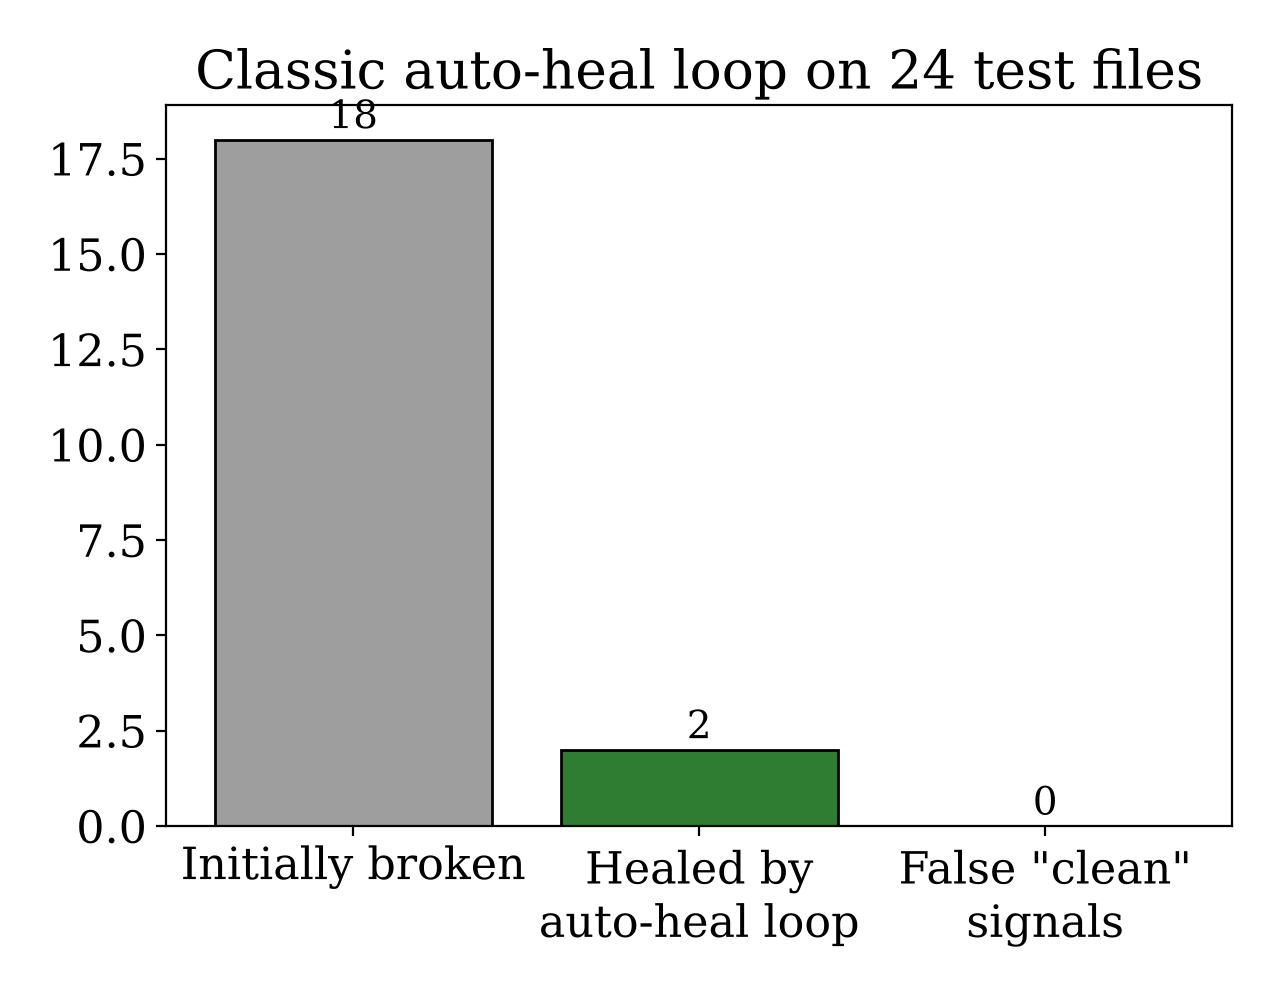 Classic auto-heal loop on 24 test files
18
17.5
15.0
12.5
10.0
7.5
5.0
2.5
0.0
2
0
Initially broken
Healed by
auto-heal loop
False "clean"
signals